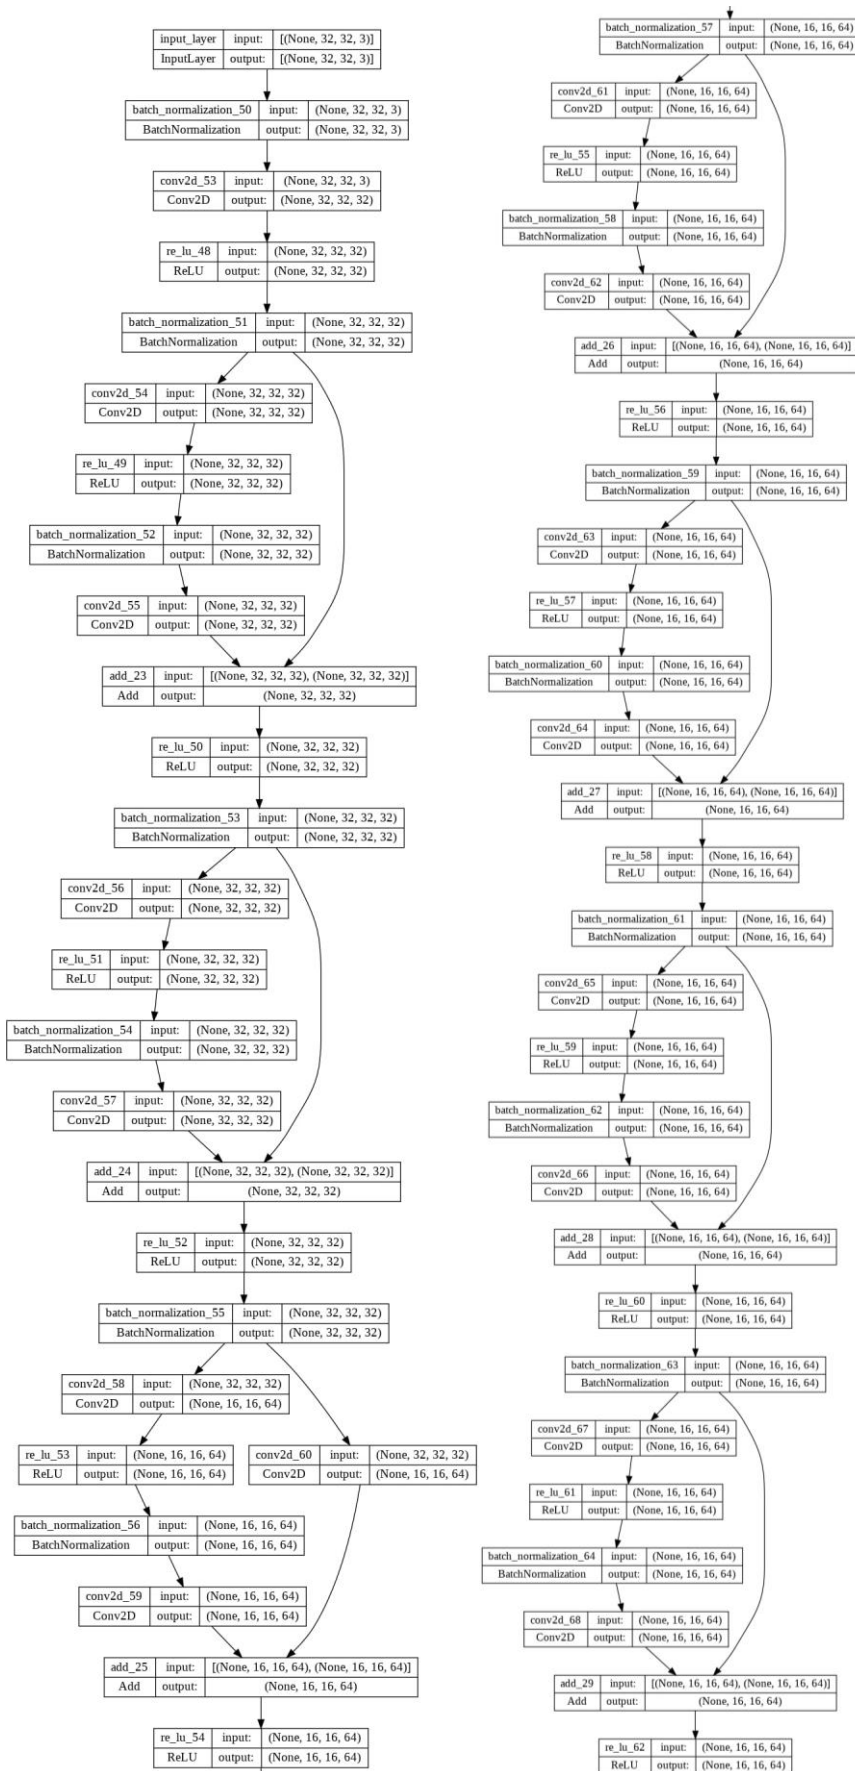 input_layer input: [(None, 32, 32, 3)]
InputLayer output: [(None, 32, 32, 3)]
batch_normalization_50 input: (None, 32, 32, 3)
BatchNormalization output: (None, 32, 32, 3)
conv2d_53 input: (None, 32, 32, 3)
Conv2D output: (None, 32, 32, 32)
re_lu_48 input: (None, 32, 32, 32)
ReLU output: (None, 32, 32, 32)
batch_normalization_51 input: (None, 32, 32, 32)
BatchNormalization output: (None, 32, 32, 32)
conv2d_54 input: (None, 32, 32, 32)
Conv2D output: (None, 32, 32, 32)
re_lu_49 input: (None, 32, 32, 32)
ReLU output: (None, 32, 32, 32)
batch_normalization_52 input: (None, 32, 32, 32)
BatchNormalization output: (None, 32, 32, 32)
conv2d_55 input: (None, 32, 32, 32)
Conv2D output: (None, 32, 32, 32)
add_23 input: [(None, 32, 32, 32), (None, 32, 32, 32)]
Add output: (None, 32, 32, 32)
re_lu_50 input: (None, 32, 32, 32)
ReLU output: (None, 32, 32, 32)
batch_normalization_53 input: (None, 32, 32, 32)
BatchNormalization output: (None, 32, 32, 32)
conv2d_56 input: (None, 32, 32, 32)
Conv2D output: (None, 32, 32, 32)
re_lu_51 input: (None, 32, 32, 32)
ReLU output: (None, 32, 32, 32)
batch_normalization_54 input: (None, 32, 32, 32)
BatchNormalization output: (None, 32, 32, 32)
conv2d_57 input: (None, 32, 32, 32)
Conv2D output: (None, 32, 32, 32)
add_24 input: [(None, 32, 32, 32), (None, 32, 32, 32)]
Add output: (None, 32, 32, 32)
re_lu_52 input: (None, 32, 32, 32)
ReLU output: (None, 32, 32, 32)
batch_normalization_55 input: (None, 32, 32, 32)
BatchNormalization output: (None, 32, 32, 32)
conv2d_58 input: (None, 32, 32, 32)
Conv2D output: (None, 16, 16, 64)
re_lu_53 input: (None, 16, 16, 64)
ReLU output: (None, 16, 16, 64)
conv2d_60 input: (None, 32, 32, 32)
Conv2D output: (None, 16, 16, 64)
batch_normalization_56 input: (None, 16, 16, 64)
BatchNormalization output: (None, 16, 16, 64)
conv2d_59 input: (None, 16, 16, 64)
Conv2D output: (None, 16, 16, 64)
add_25 input: [(None, 16, 16, 64), (None, 16, 16, 64)]
Add output: (None, 16, 16, 64)
re_lu_54 input: (None, 16, 16, 64)
ReLU output: (None, 16, 16, 64)
batch_normalization_57 input: (None, 16, 16, 64)
BatchNormalization output: (None, 16, 16, 64)
conv2d_61 input: (None, 16, 16, 64)
Conv2D output: (None, 16, 16, 64)
re_lu_55 input: (None, 16, 16, 64)
ReLU output: (None, 16, 16, 64)
batch_normalization_58 input: (None, 16, 16, 64)
BatchNormalization output: (None, 16, 16, 64)
conv2d_62 input: (None, 16, 16, 64)
Conv2D output: (None, 16, 16, 64)
add_26 input: [(None, 16, 16, 64), (None, 16, 16, 64)]
Add output: (None, 16, 16, 64)
re_lu_56 input: (None, 16, 16, 64)
ReLU output: (None, 16, 16, 64)
batch_normalization_59 input: (None, 16, 16, 64)
BatchNormalization output: (None, 16, 16, 64)
conv2d_63 input: (None, 16, 16, 64)
Conv2D output: (None, 16, 16, 64)
re_lu_57 input: (None, 16, 16, 64)
ReLU output: (None, 16, 16, 64)
batch_normalization_60 input: (None, 16, 16, 64)
BatchNormalization output: (None, 16, 16, 64)
conv2d_64 input: (None, 16, 16, 64)
Conv2D output: (None, 16, 16, 64)
add_27 input: [(None, 16, 16, 64), (None, 16, 16, 64)]
Add output: (None, 16, 16, 64)
re_lu_58 input: (None, 16, 16, 64)
ReLU output: (None, 16, 16, 64)
batch_normalization_61 input: (None, 16, 16, 64)
BatchNormalization output: (None, 16, 16, 64)
conv2d_65 input: (None, 16, 16, 64)
Conv2D output: (None, 16, 16, 64)
re_lu_59 input: (None, 16, 16, 64)
ReLU output: (None, 16, 16, 64)
batch_normalization_62 input: (None, 16, 16, 64)
BatchNormalization output: (None, 16, 16, 64)
conv2d_66 input: (None, 16, 16, 64)
Conv2D output: (None, 16, 16, 64)
add_28 input: [(None, 16, 16, 64), (None, 16, 16, 64)]
Add output: (None, 16, 16, 64)
re_lu_60 input: (None, 16, 16, 64)
ReLU output: (None, 16, 16, 64)
batch_normalization_63 input: (None, 16, 16, 64)
BatchNormalization output: (None, 16, 16, 64)
conv2d_67 input: (None, 16, 16, 64)
Conv2D output: (None, 16, 16, 64)
re_lu_61 input: (None, 16, 16, 64)
ReLU output: (None, 16, 16, 64)
batch_normalization_64 input: (None, 16, 16, 64)
BatchNormalization output: (None, 16, 16, 64)
conv2d_68 input: (None, 16, 16, 64)
Conv2D output: (None, 16, 16, 64)
add_29 input: [(None, 16, 16, 64), (None, 16, 16, 64)]
Add output: (None, 16, 16, 64)
re_lu_62 input: (None, 16, 16, 64)
ReLU output: (None, 16, 16, 64)